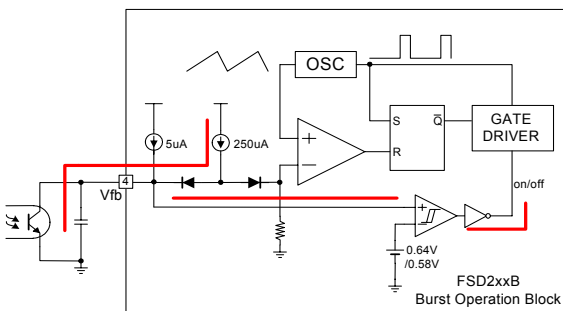 OSC
5uA
250uA
+
−
S
Q̅
R
GATE
DRIVER
4
Vfb
on/off
+
−
0.64V
/0.58V
FSD2xxB
Burst Operation Block